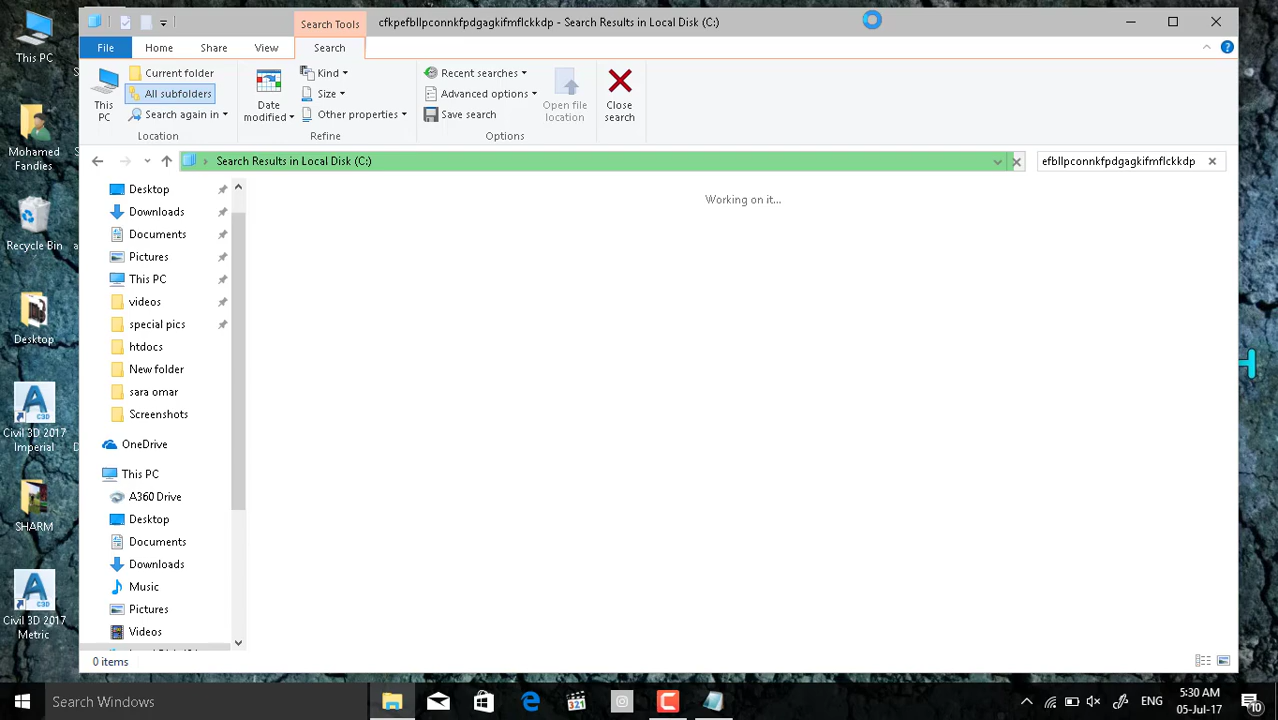 Search Tools
cfkpefbllpconnkfpdgagkifmflckkdp - Search Results in Local Disk (C:)
File
Home
Share
View
Search
This PC
Current folder
All subfolders
Search again in
Location
Date modified
Kind
Size
Other properties
Refine
Recent searches
Advanced options
Save search
Open file location
Options
Close search
Search Results in Local Disk (C:)
efbllpconnkfpdgagkifmflckkdp
Working on it...
Desktop
Downloads
Documents
Pictures
This PC
videos
special pics
htdocs
New folder
sara omar
Screenshots
OneDrive
This PC
A360 Drive
Desktop
Documents
Downloads
Music
Pictures
Videos
0 items
This PC
Mohamed Fandies
Recycle Bin
Desktop
Civil 3D 2017 Imperial
SHARM
Civil 3D 2017 Metric
Search Windows
321
ENG
5:30 AM
05-Jul-17
10